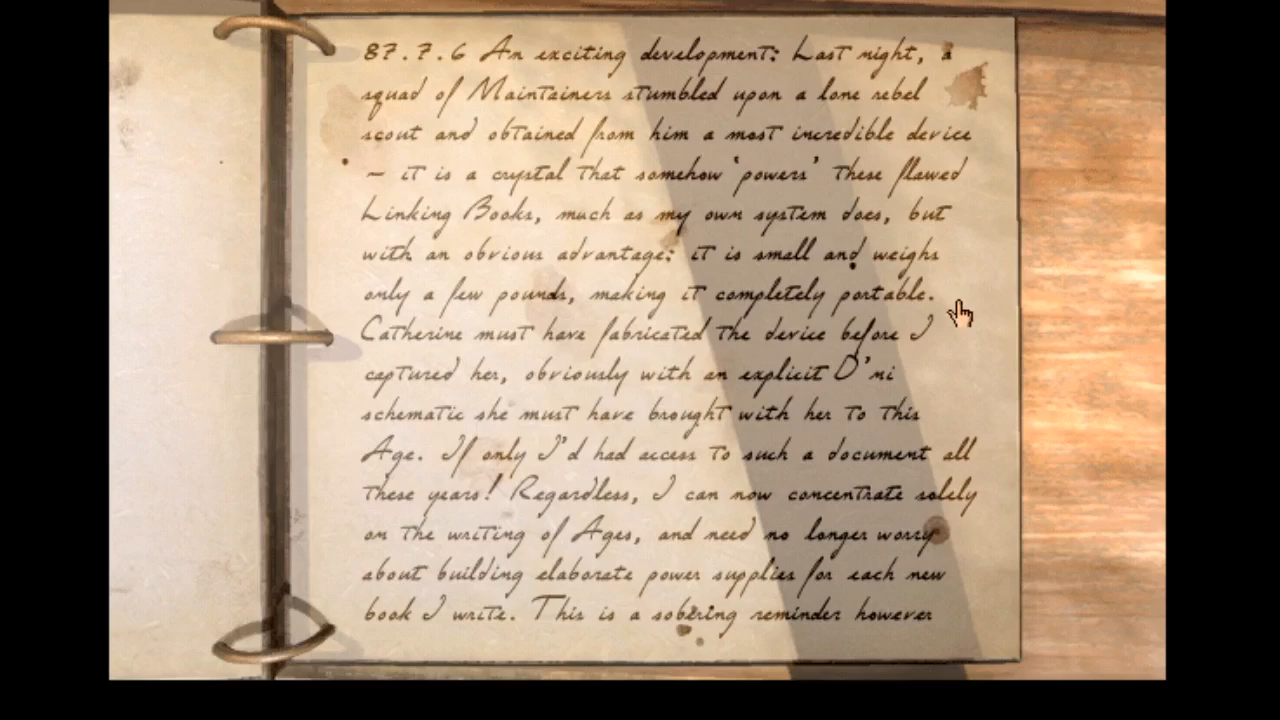 87.7.6 An exciting development: Last night, a
squad of Maintainers stumbled upon a lone rebel
scout and obtained from him a most incredible device
– it is a crystal that somehow 'powers' these flawed
Linking Books, much as my own system does, but
with an obvious advantage: it is small and weighs
only a few pounds, making it completely portable.
Catherine must have fabricated the device before I
captured her, obviously with an explicit D'ni
schematic she must have brought with her to this
Age. If only I'd had access to such a document all
these years! Regardless, I can now concentrate solely
on the writing of Ages, and need no longer worry
about building elaborate power supplies for each new
book I write. This is a sobering reminder however